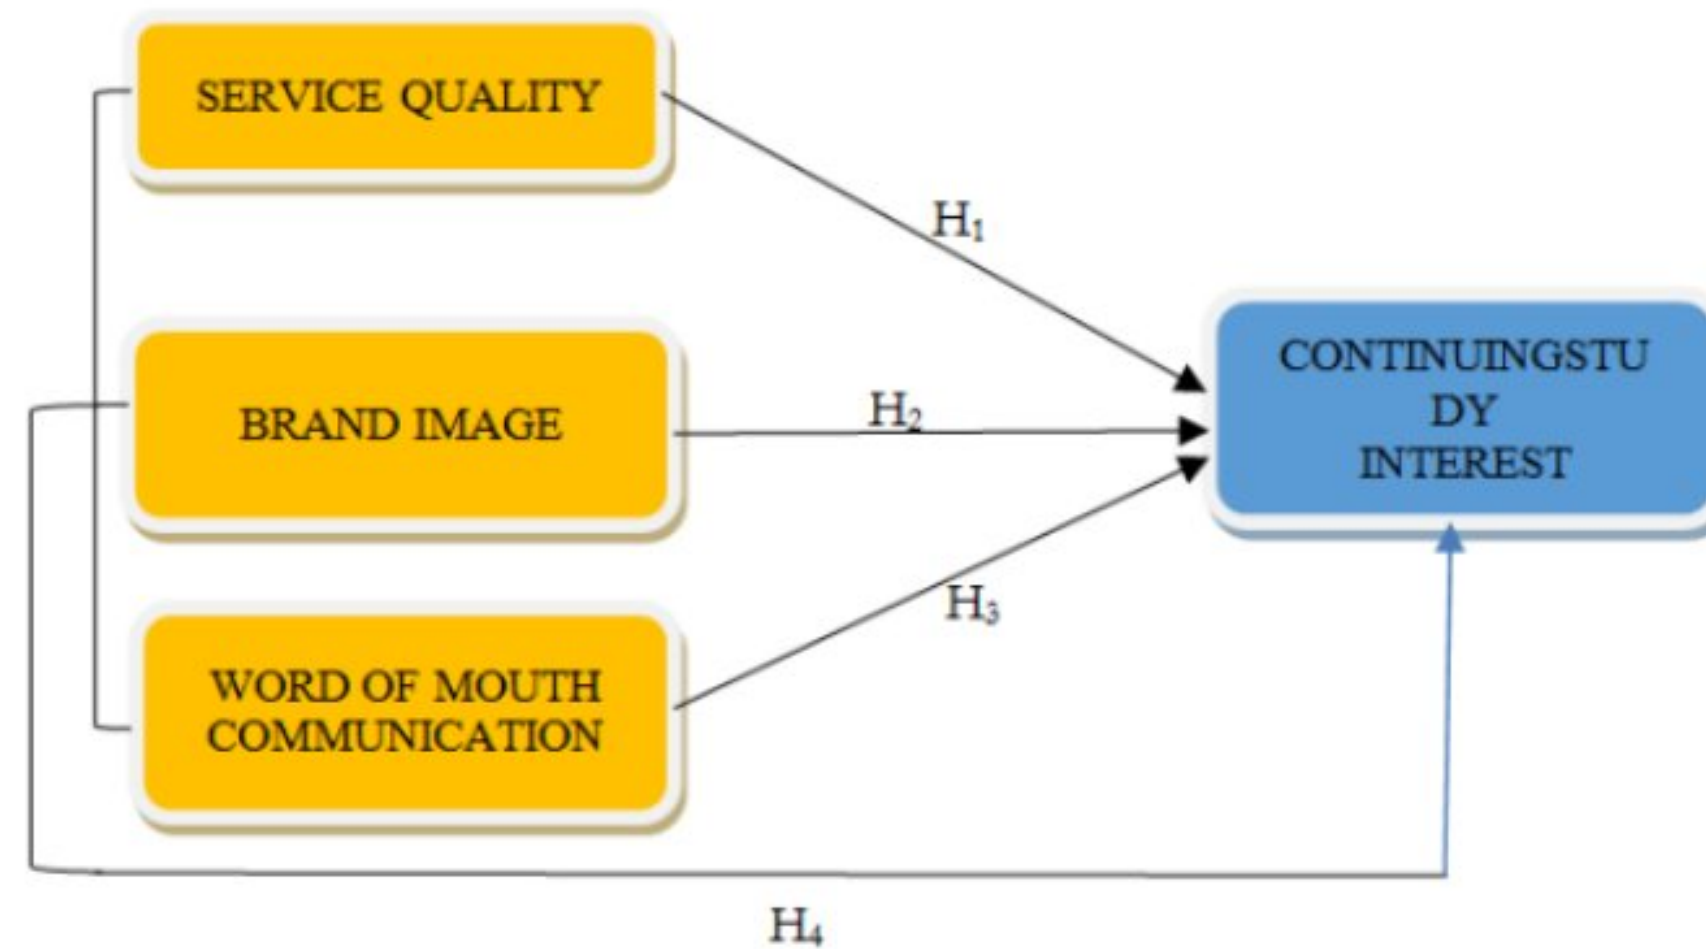 SERVICE QUALITY
H₁
BRAND IMAGE
H₂
CONTINUINGSTU
DY
INTEREST
H₃
WORD OF MOUTH
COMMUNICATION
H₄